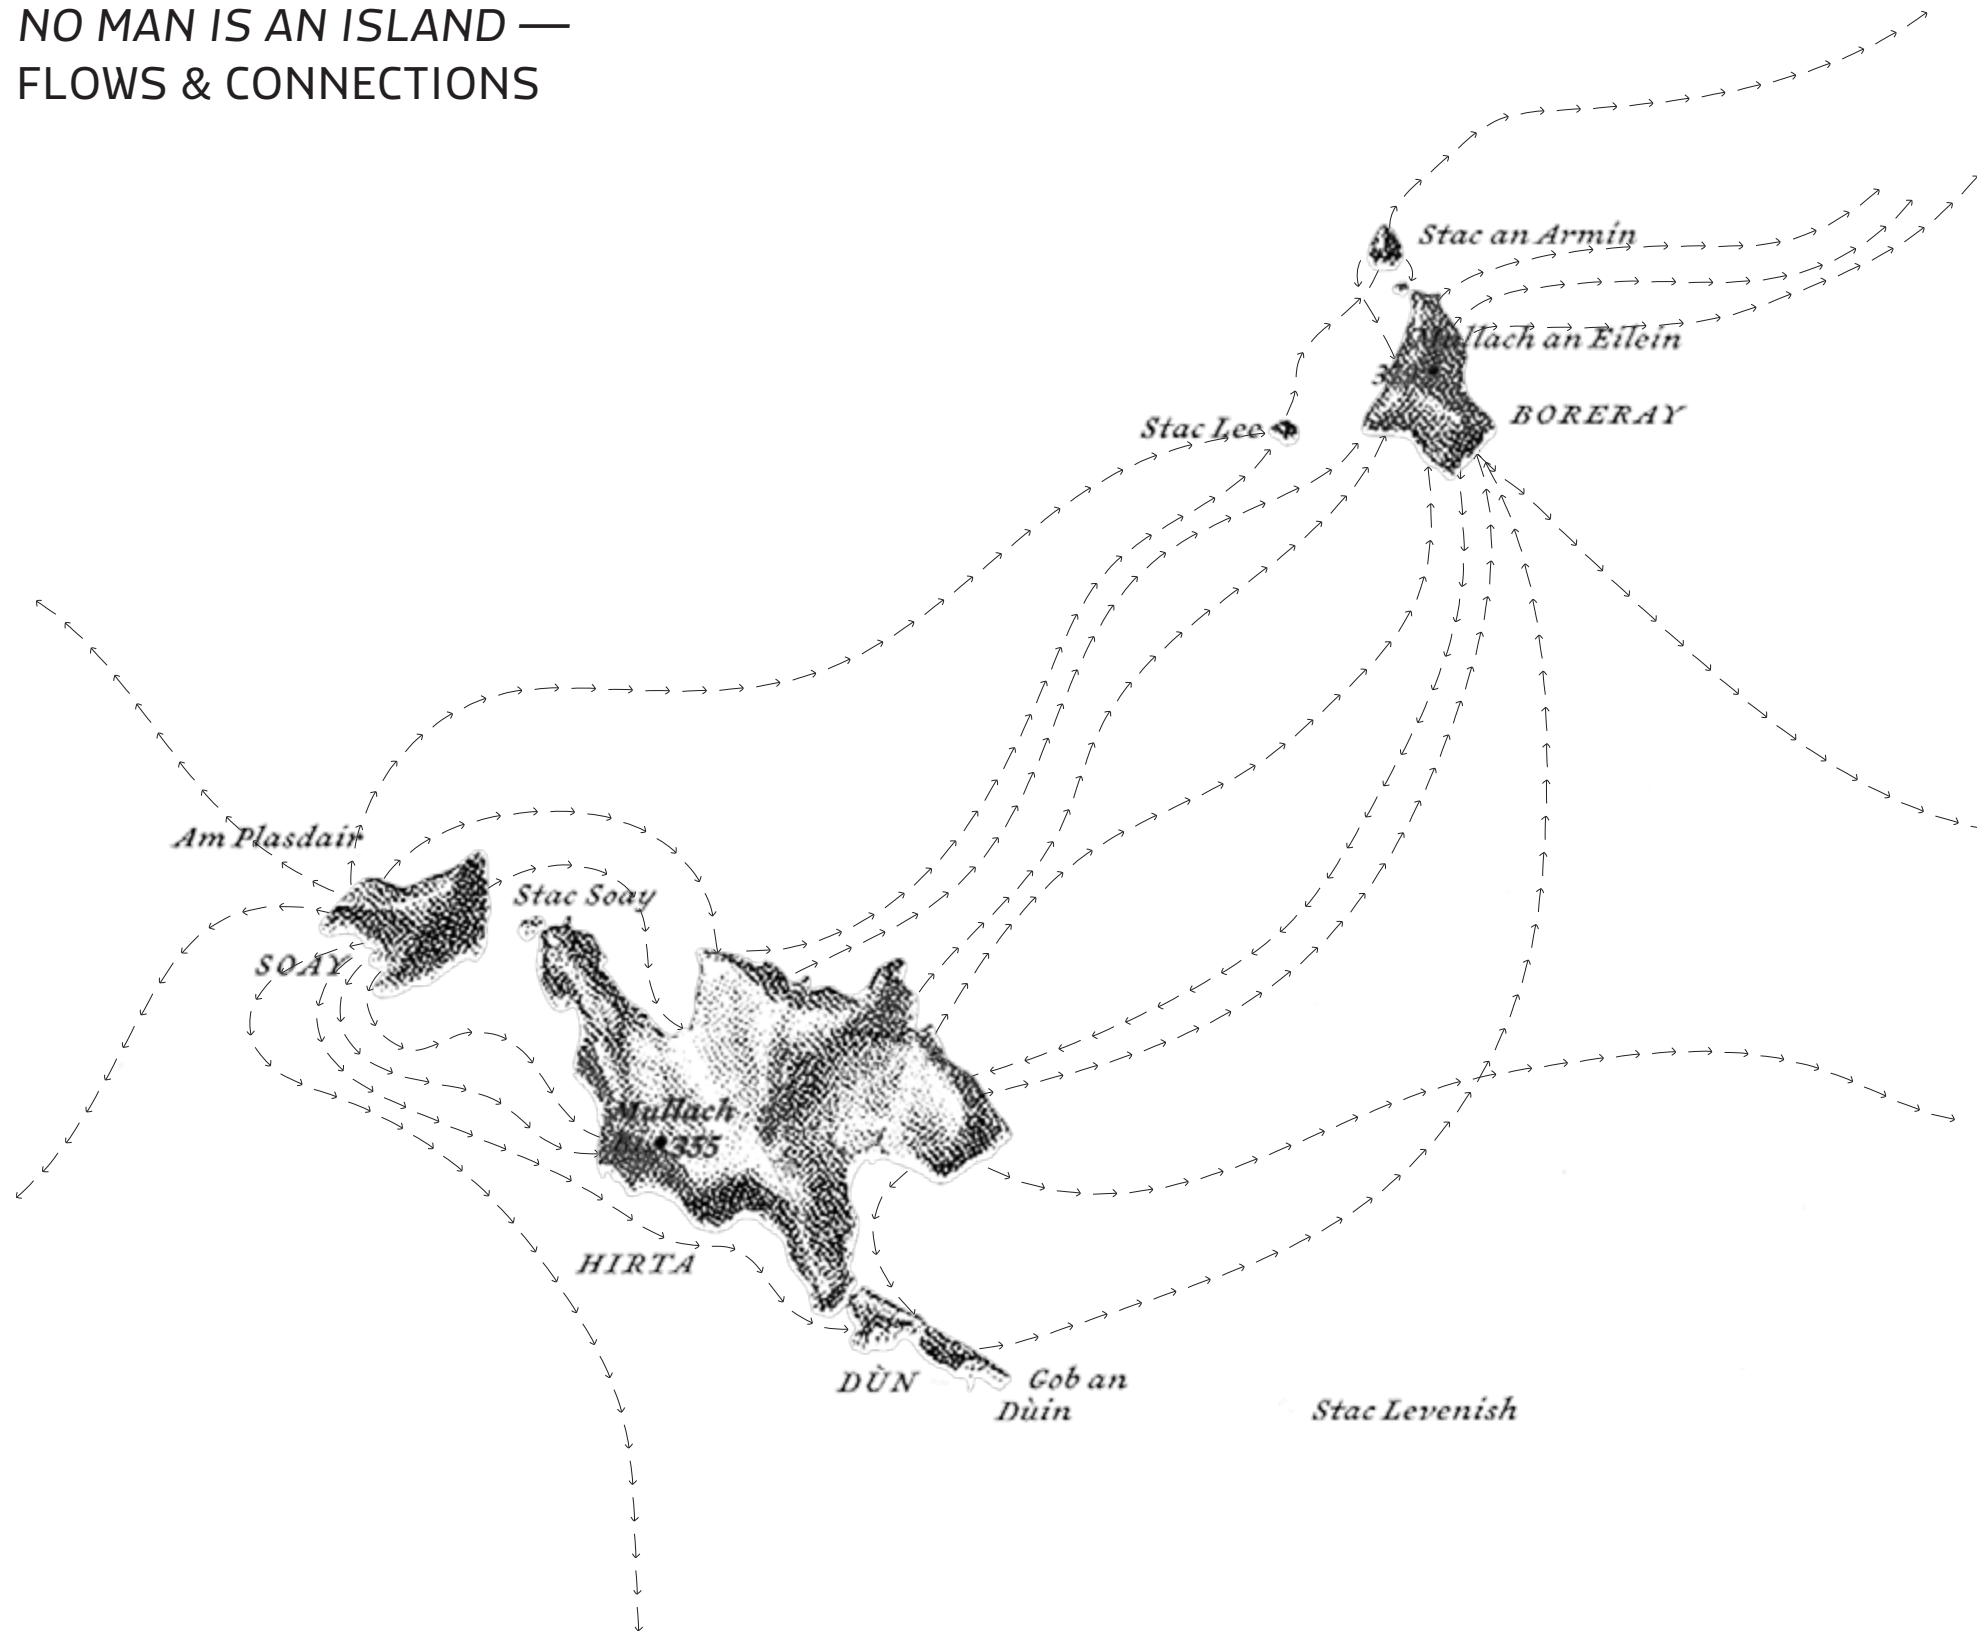 NO MAN IS AN ISLAND —
FLOWS & CONNECTIONS
Stac an Armin
Mullach an Eilein
BORERAY
Stac Lee
Am Plasdair
Stac Soay
SOAY
Mullach
355
HIRTA
DÙN
Gob an
Dùin
Stac Levenish